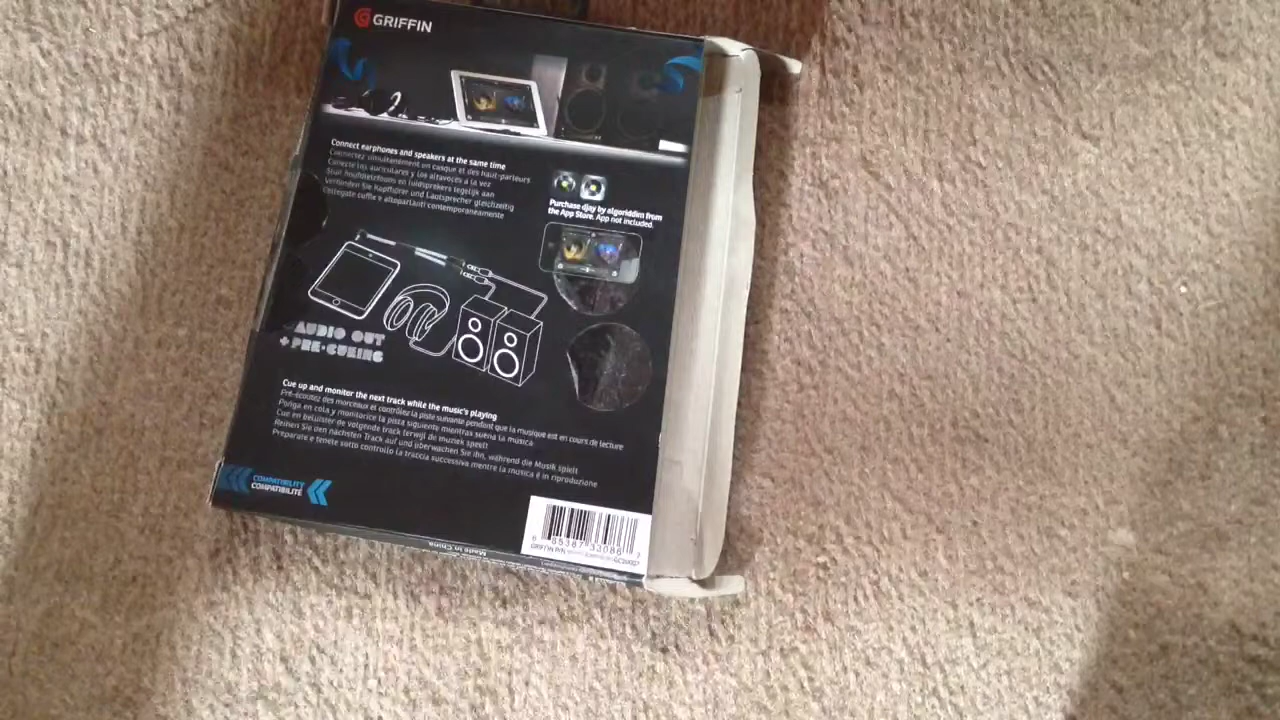 GRIFFIN
Connect earphones and speakers at the same time
Connectez simultanément un casque et des haut-parleurs
Conecte los auriculares y los altavoces a la vez
Sluit hoofdtelefoons en luidsprekers tegelijk aan
Verbinden Sie Kopfhörer und Lautsprecher gleichzeitig
Collegate cuffie e altoparlanti contemporaneamente
Purchase djay by algoriddim from
the App Store. App not included.
AUDIO OUT
+ PRE-CUEING
Cue up and monitor the next track while the music's playing
Pré-écoutez des morceaux et contrôlez la piste suivante pendant que la musique est en cours de lecture
Ponga en cola y monitorice la pista siguiente mientras suena la música
Cue en beluister de volgende track terwijl de muziek speelt
Reihen Sie den nächsten Track auf und überwachen Sie ihn, während die Musik spielt
Preparate e tenete sotto controllo la traccia successiva mentre la musica è in riproduzione
COMPATIBILITY
COMPATIBILITÉ
6 85387 32086 7
GRIFFIN P/N
Made in China